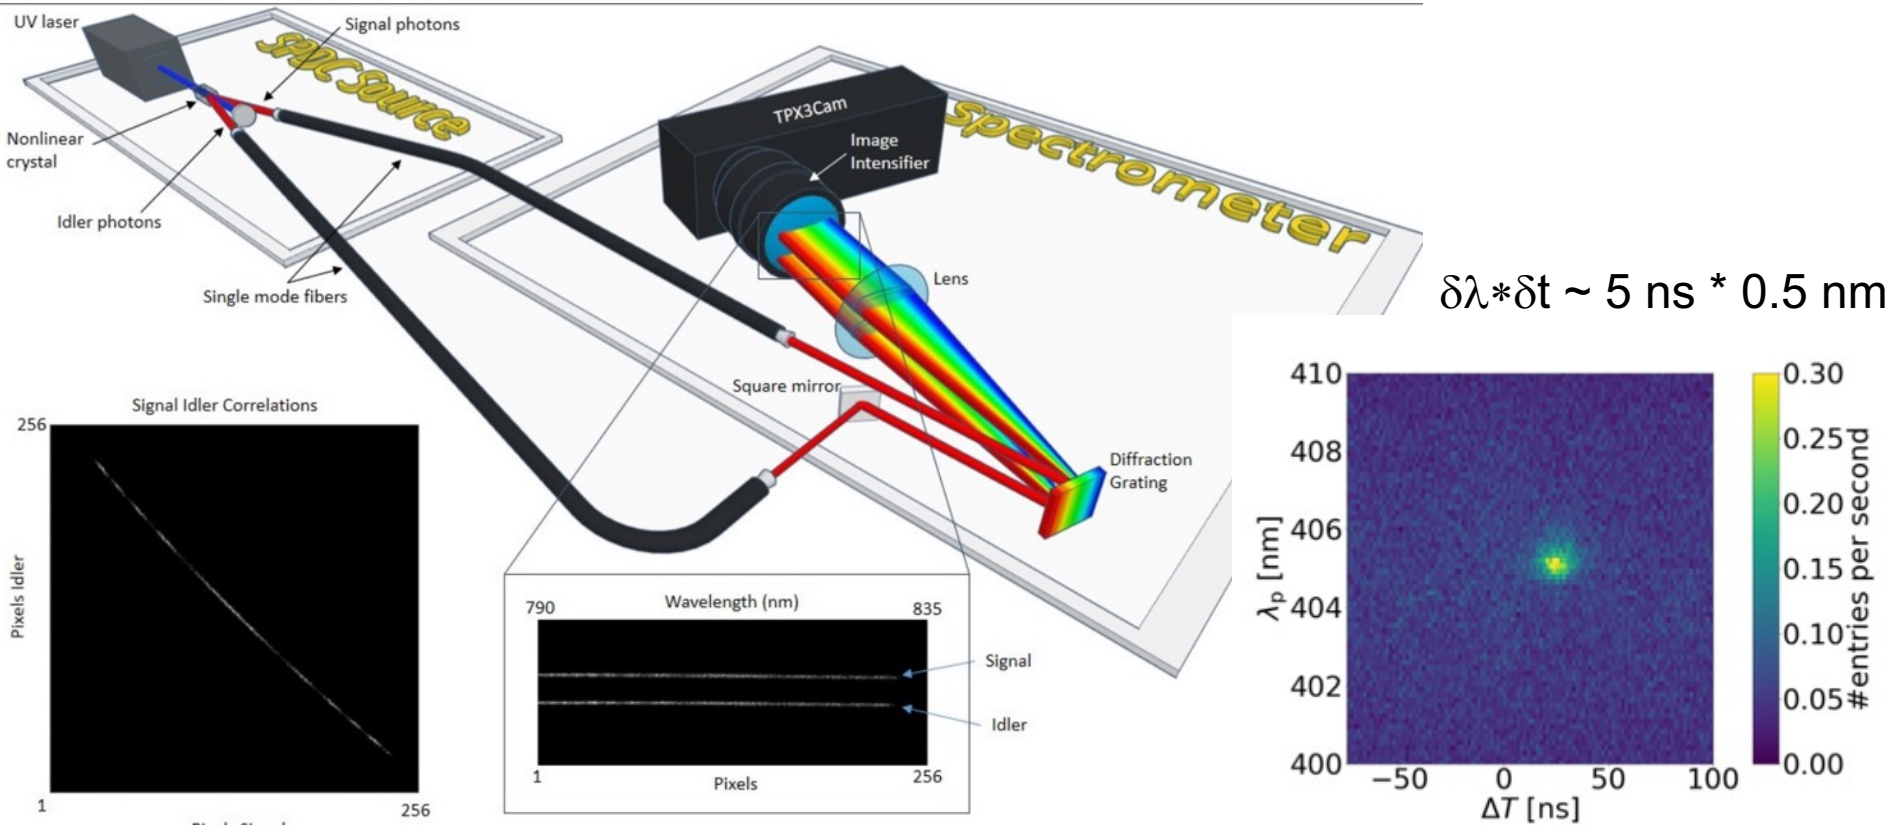 UV laser
Signal photons
SPDC Source
Nonlinear
crystal
Idler photons
Single mode fibers
TPX3Cam
Image
Intensifier
Spectrometer
Lens
Square mirror
Diffraction
Grating
δλ∗δt ~ 5 ns * 0.5 nm
Signal Idler Correlations
256
Pixels Idler
1
256
Wavelength (nm)
790
835
Signal
Idler
1
Pixels
256
410
408
406
404
402
400
λp [nm]
−50
0
50
100
ΔT [ns]
0.30
0.25
0.20
0.15
0.10
0.05
0.00
#entries per second